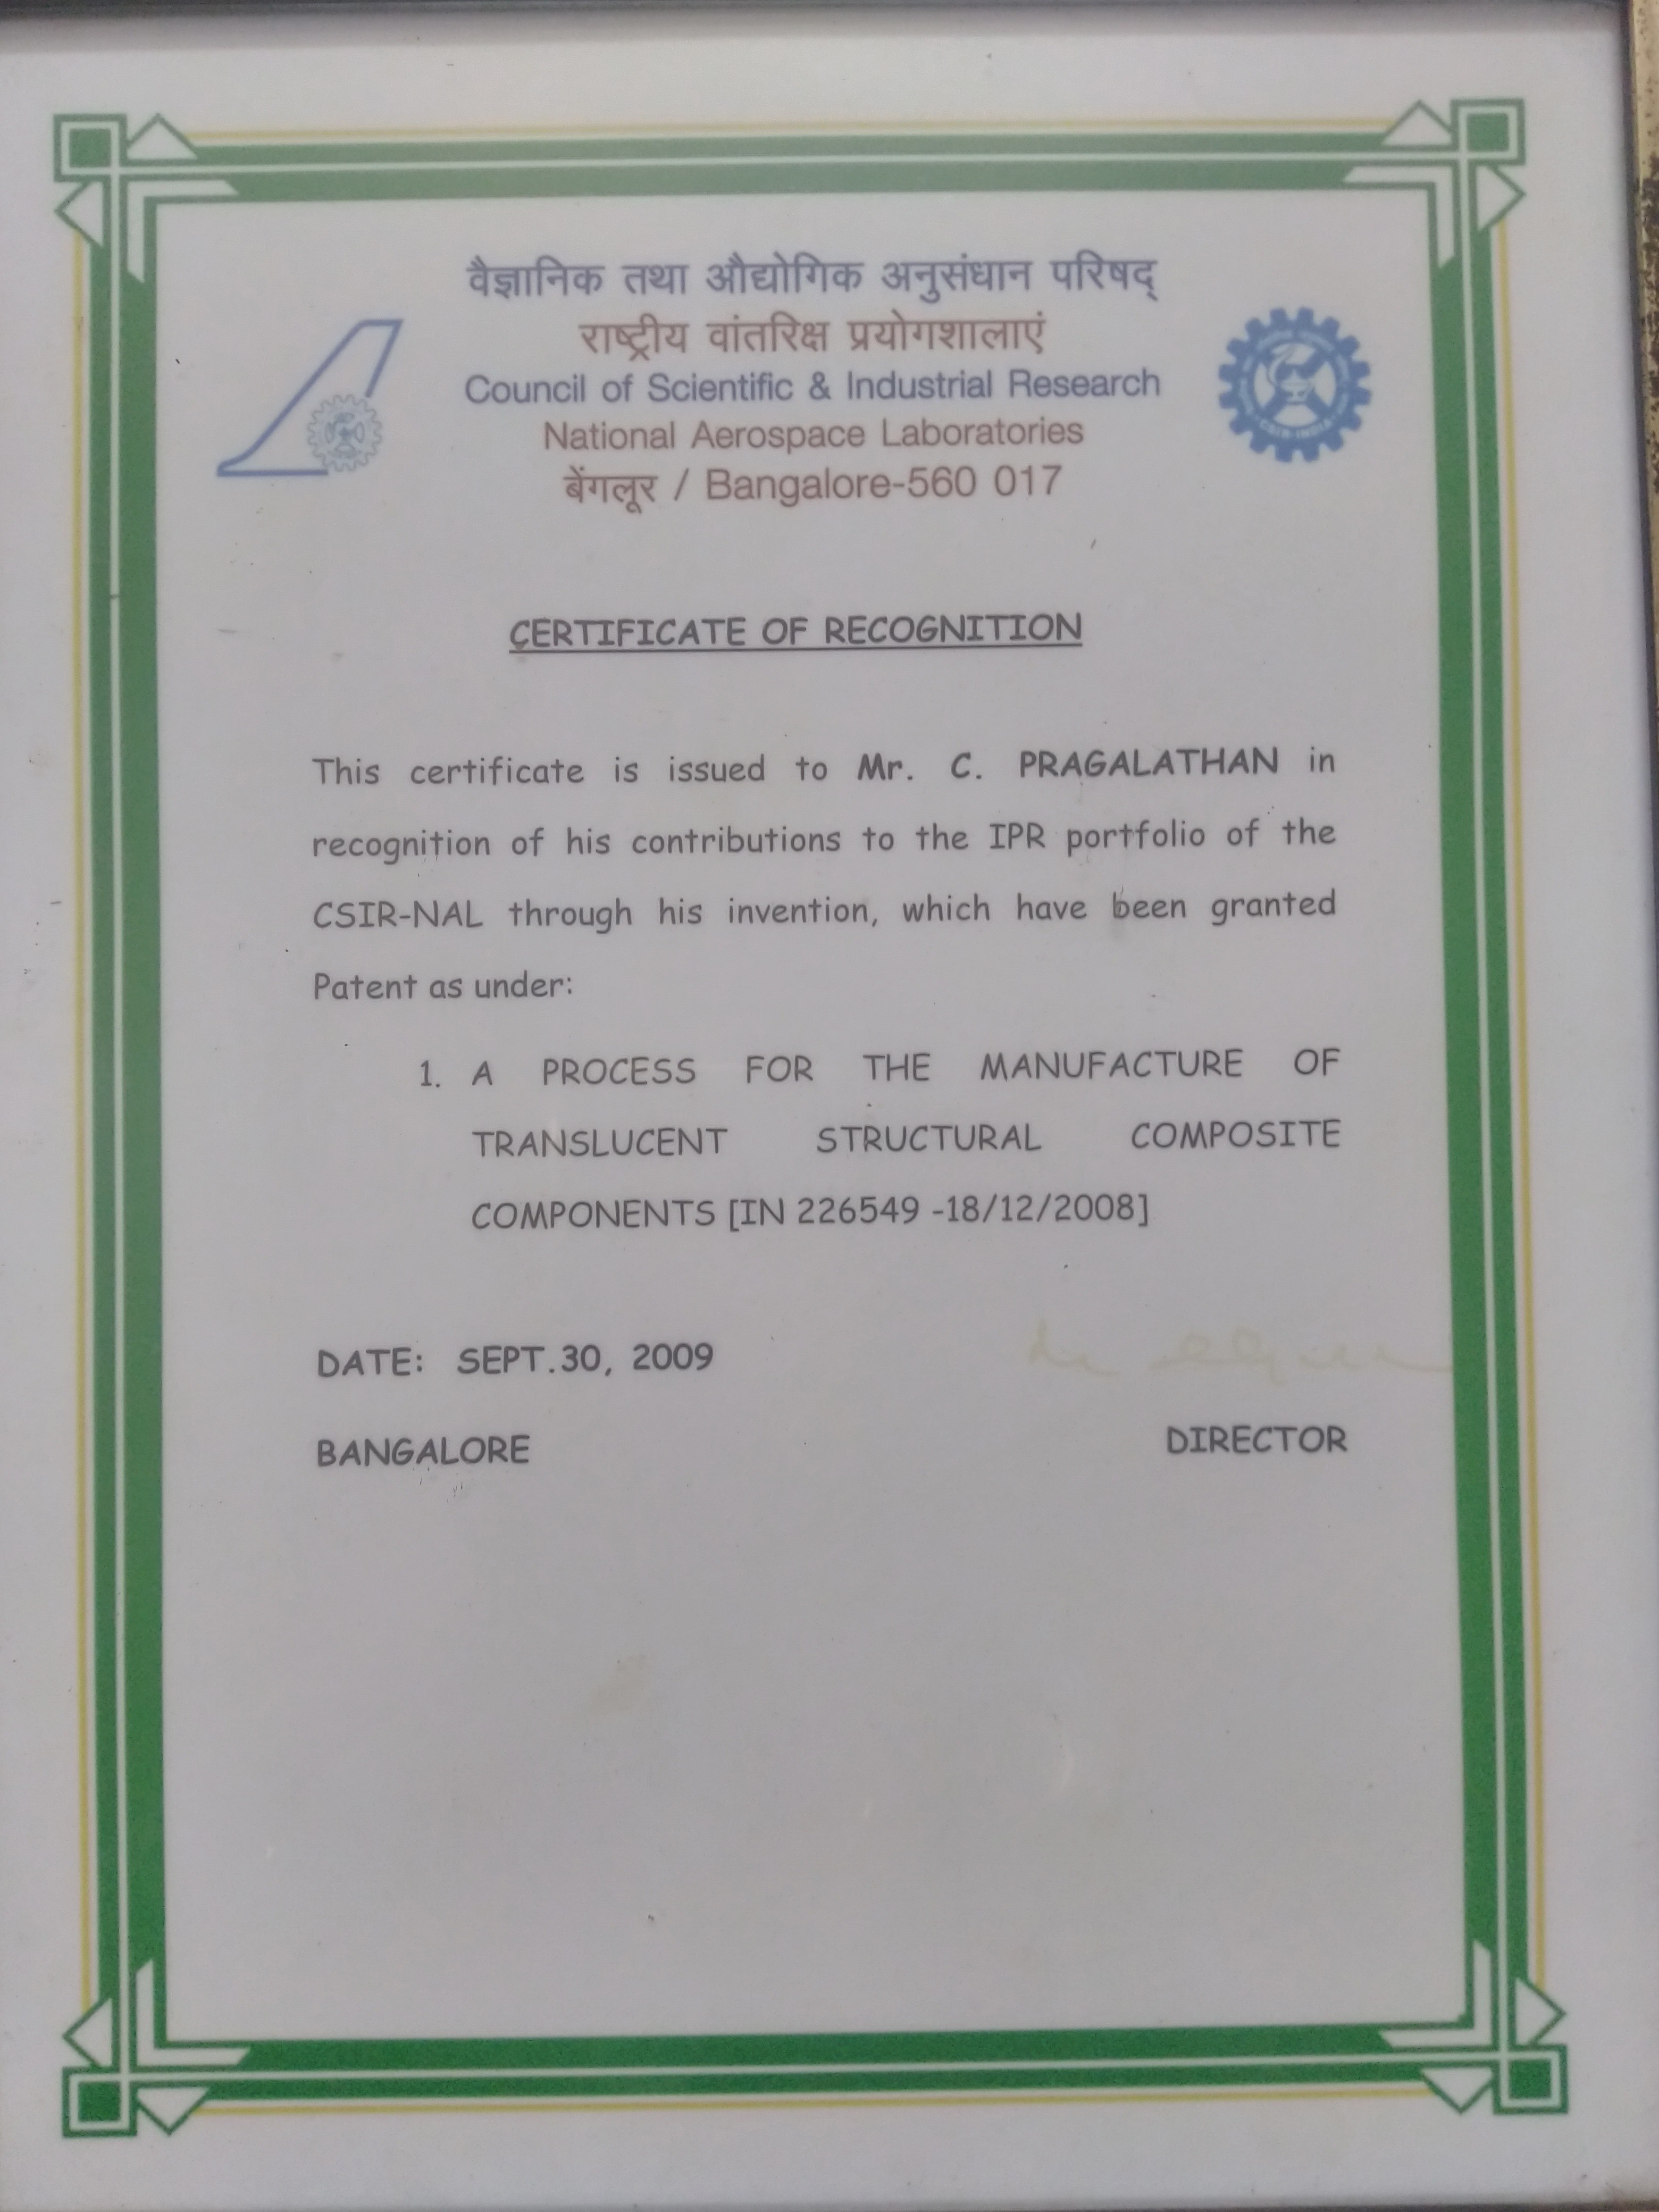 वैज्ञानिक तथा औद्योगिक अनुसंधान परिषद्
राष्ट्रीय वांतरिक्ष प्रयोगशालाएं
Council of Scientific & Industrial Research
National Aerospace Laboratories
बेंगलूर / Bangalore-560 017
CERTIFICATE OF RECOGNITION
This certificate is issued to Mr. C. PRAGALATHAN in
recognition of his contributions to the IPR portfolio of the
CSIR-NAL through his invention, which have been granted
Patent as under:
1. A PROCESS FOR THE MANUFACTURE OF
TRANSLUCENT STRUCTURAL COMPOSITE
COMPONENTS [IN 226549 -18/12/2008]
DATE: SEPT.30, 2009
BANGALORE DIRECTOR